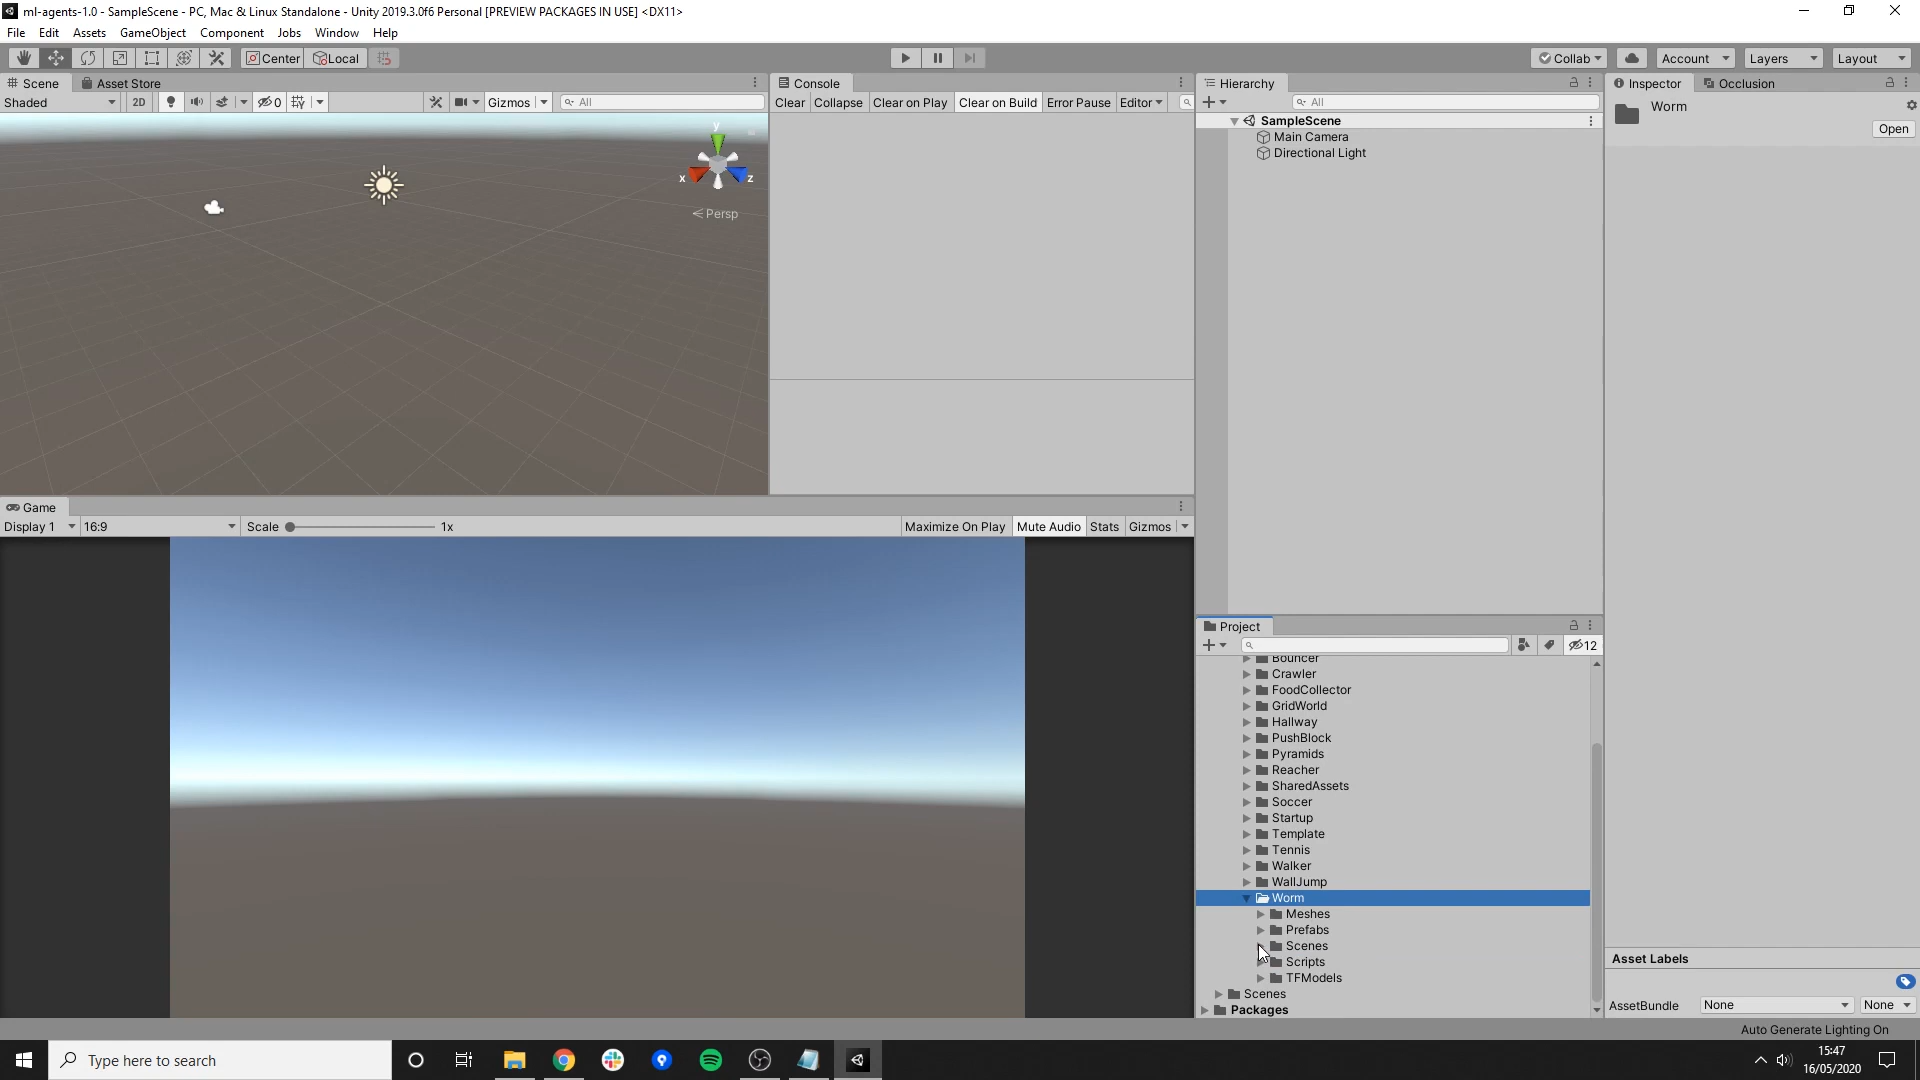 ml-agents-1.0 - SampleScene - PC, Mac & Linux Standalone - Unity 2019.3.0f6 Personal [PREVIEW PACKAGES IN USE] <DX11>
File Edit Assets GameObject Component Jobs Window Help
Center Local Collab Account Layers Layout
Scene Asset Store
Shaded 2D 0 Gizmos All
y
x z
Persp
Console
Clear Collapse Clear on Play Clear on Build Error Pause Editor
Hierarchy
All
SampleScene
Main Camera
Directional Light
Inspector Occlusion
Worm
Open
Game
Display 1 16:9 Scale 1x Maximize On Play Mute Audio Stats Gizmos
Project
12
Bouncer
Crawler
FoodCollector
GridWorld
Hallway
PushBlock
Pyramids
Reacher
SharedAssets
Soccer
Startup
Template
Tennis
Walker
WallJump
Worm
Meshes
Prefabs
Scenes
Scripts
TFModels
Scenes
Packages
Asset Labels
AssetBundle None None
Auto Generate Lighting On
Type here to search
15:47
16/05/2020